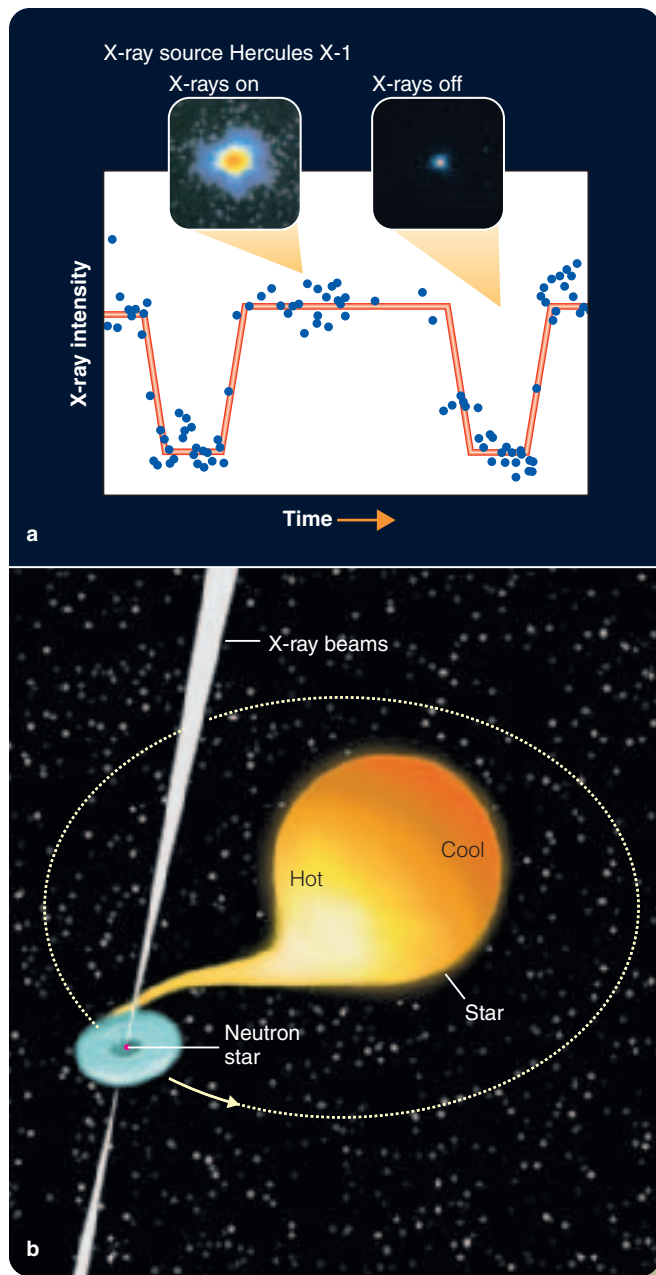 X-ray source Hercules X-1
X-rays on
X-rays off
X-ray intensity
Time
a
X-ray beams
Hot
Cool
Star
Neutron
star
b